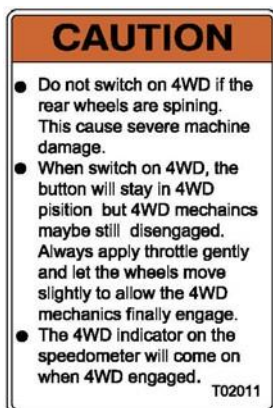 CAUTION
● Do not switch on 4WD if the
rear wheels are spining.
This cause severe machine
damage.
● When switch on 4WD, the
button will stay in 4WD
pisition but 4WD mechaincs
maybe still disengaged.
Always apply throttle gently
and let the wheels move
slightly to allow the 4WD
mechanics finally engage.
● The 4WD indicator on the
speedometer will come on
when 4WD engaged.
T02011